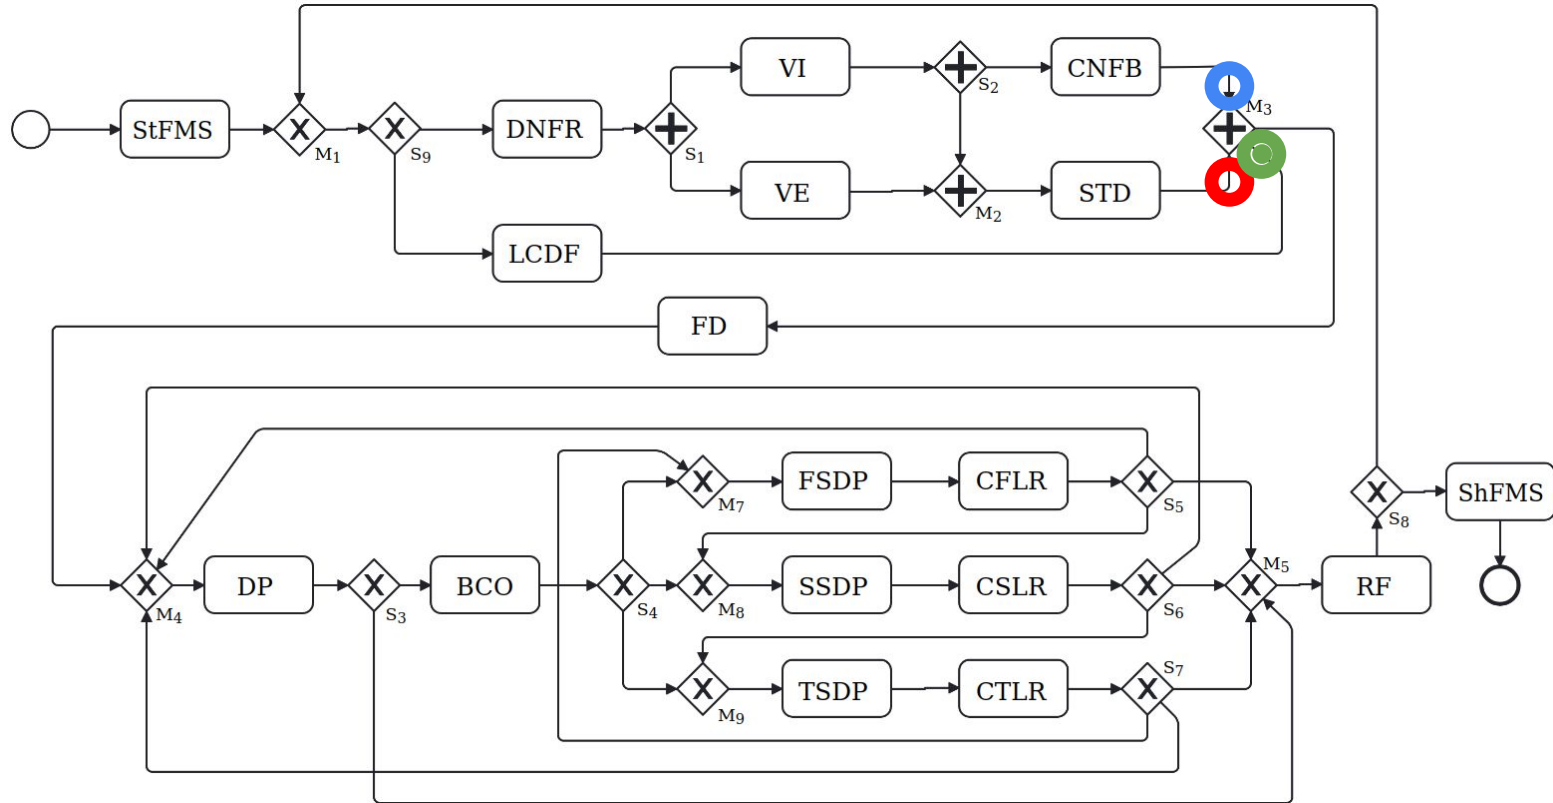 StFMS
M1
S9
DNFR
S1
VI
S2
CNFB
M3
VE
M2
STD
LCDF
FD
M4
DP
S3
BCO
S4
M7
FSDP
CFLR
S5
M8
SSDP
CSLR
S6
M5
RF
S8
ShFMS
M9
TSDP
CTLR
S7